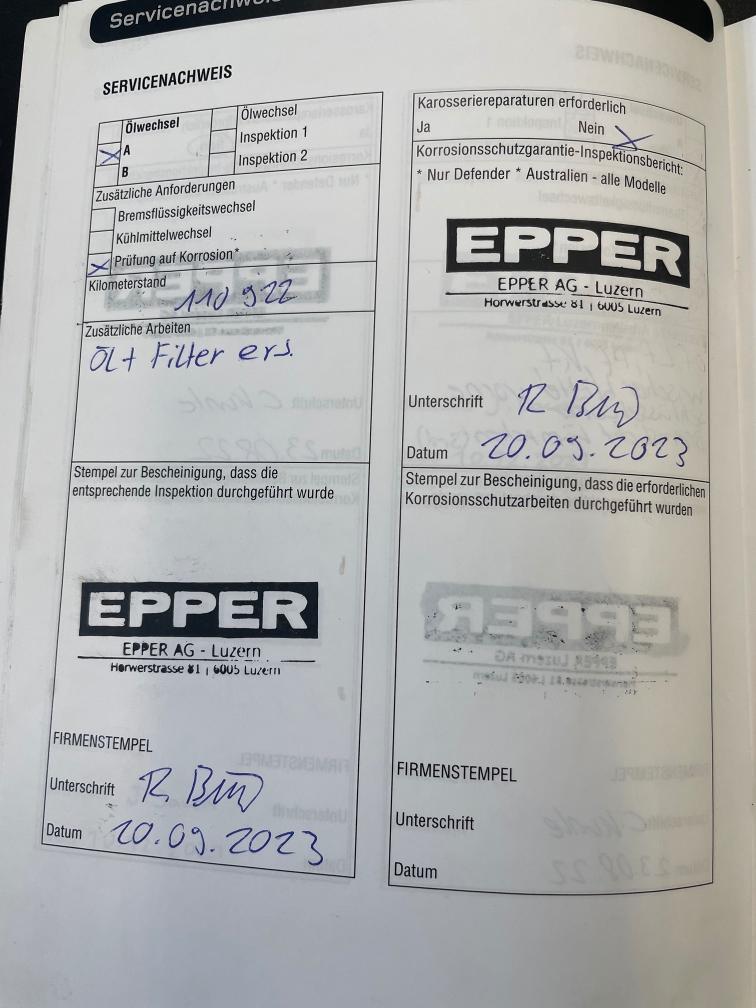 Servicenachweis
SERVICENACHWEIS
Ölwechsel
A
B
Ölwechsel
Inspektion 1
Inspektion 2
Zusätzliche Anforderungen
Bremsflüssigkeitswechsel
Kühlmittelwechsel
Prüfung auf Korrosion*
Kilometerstand
110 922
Zusätzliche Arbeiten
Öl + Filter ers.
Stempel zur Bescheinigung, dass die
entsprechende Inspektion durchgeführt wurde
EPPER
EPPER AG - Luzern
Horwerstrasse 81 | 6005 Luzern
FIRMENSTEMPEL
Unterschrift
Datum 20.09.2023
Karosseriereparaturen erforderlich
Ja Nein
Korrosionsschutzgarantie-Inspektionsbericht:
* Nur Defender * Australien - alle Modelle
EPPER
EPPER AG - Luzern
Horwerstrasse 81 | 6005 Luzern
Unterschrift
Datum 20.09.2023
Stempel zur Bescheinigung, dass die erforderlichen
Korrosionsschutzarbeiten durchgeführt wurden
FIRMENSTEMPEL
Unterschrift
Datum